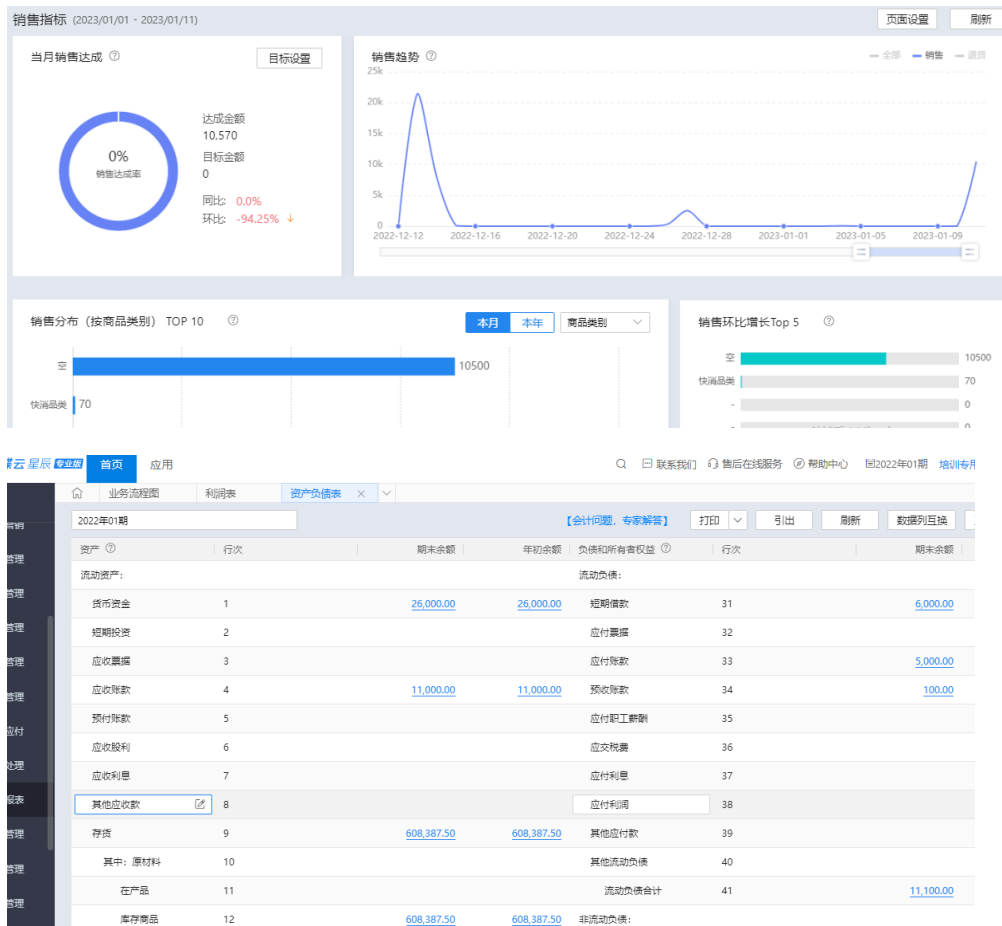 销售指标 (2023/01/01 - 2023/01/11) 页面设置 刷新
当月销售达成 目标设置
0%
销售达成率
达成金额
10,570
目标金额
0
同比: 0.0%
环比: -94.25% ↓
销售趋势 全部 销售 退货
25k
20k
15k
10k
5k
0
2022-12-12 2022-12-16 2022-12-20 2022-12-24 2022-12-28 2023-01-01 2023-01-05 2023-01-09
销售分布(按商品类别) TOP 10 本月 本年 商品类别
空 10500
快消品类 70
销售环比增长Top 5
空 10500
快消品类 70
- 0
- 0
云星辰 专业版 首页 应用 联系我们 售后在线服务 帮助中心 2022年01期 培训专用
业务流程图 利润表 资产负债表
2022年01期 【会计问题,专家解答】 打印 引出 刷新 数据列互换
营销
管理
管理
管理
管理
管理
应付
处理
报表
管理
管理
管理
资产 行次 期末余额 年初余额 负债和所有者权益 行次 期末余额
流动资产: 流动负债:
货币资金 1 26,000.00 26,000.00 短期借款 31 6,000.00
短期投资 2 应付票据 32
应收票据 3 应付账款 33 5,000.00
应收账款 4 11,000.00 11,000.00 预收账款 34 100.00
预付账款 5 应付职工薪酬 35
应收股利 6 应交税费 36
应收利息 7 应付利息 37
其他应收款 8 应付利润 38
存货 9 608,387.50 608,387.50 其他应付款 39
其中:原材料 10 其他流动负债 40
在产品 11 流动负债合计 41 11,100.00
库存商品 12 608,387.50 608,387.50 非流动负债: